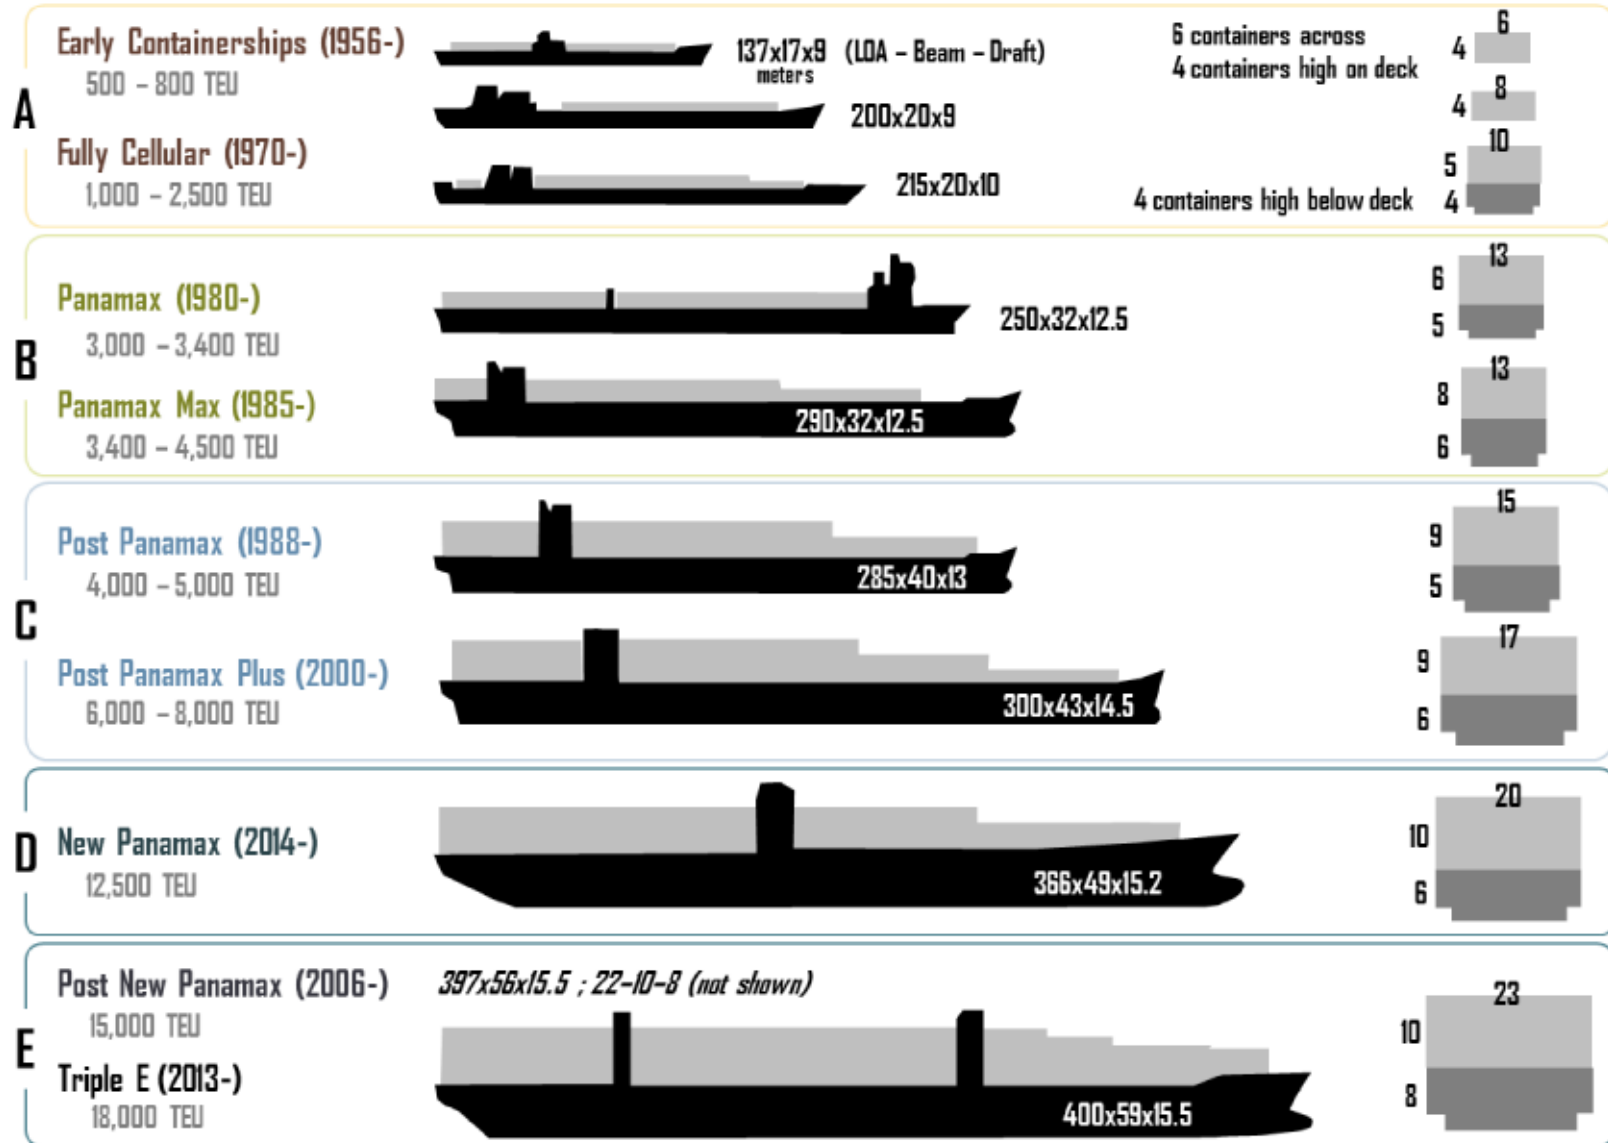 A
Early Containerships (1956-)
500 – 800 TEU
137x17x9 (LOA – Beam – Draft)
meters
6 containers across
4 containers high on deck
6
4
200x20x9
8
4
Fully Cellular (1970-)
1,000 – 2,500 TEU
215x20x10
4 containers high below deck
10
5
4
B
Panamax (1980-)
3,000 – 3,400 TEU
250x32x12.5
13
6
5
Panamax Max (1985-)
3,400 – 4,500 TEU
290x32x12.5
13
8
6
C
Post Panamax (1988-)
4,000 – 5,000 TEU
285x40x13
15
9
5
Post Panamax Plus (2000-)
6,000 – 8,000 TEU
300x43x14.5
17
9
6
D
New Panamax (2014-)
12,500 TEU
366x49x15.2
20
10
6
E
Post New Panamax (2006-)
15,000 TEU
397x56x15.5 ; 22–10–8 (not shown)
Triple E (2013-)
18,000 TEU
400x59x15.5
23
10
8